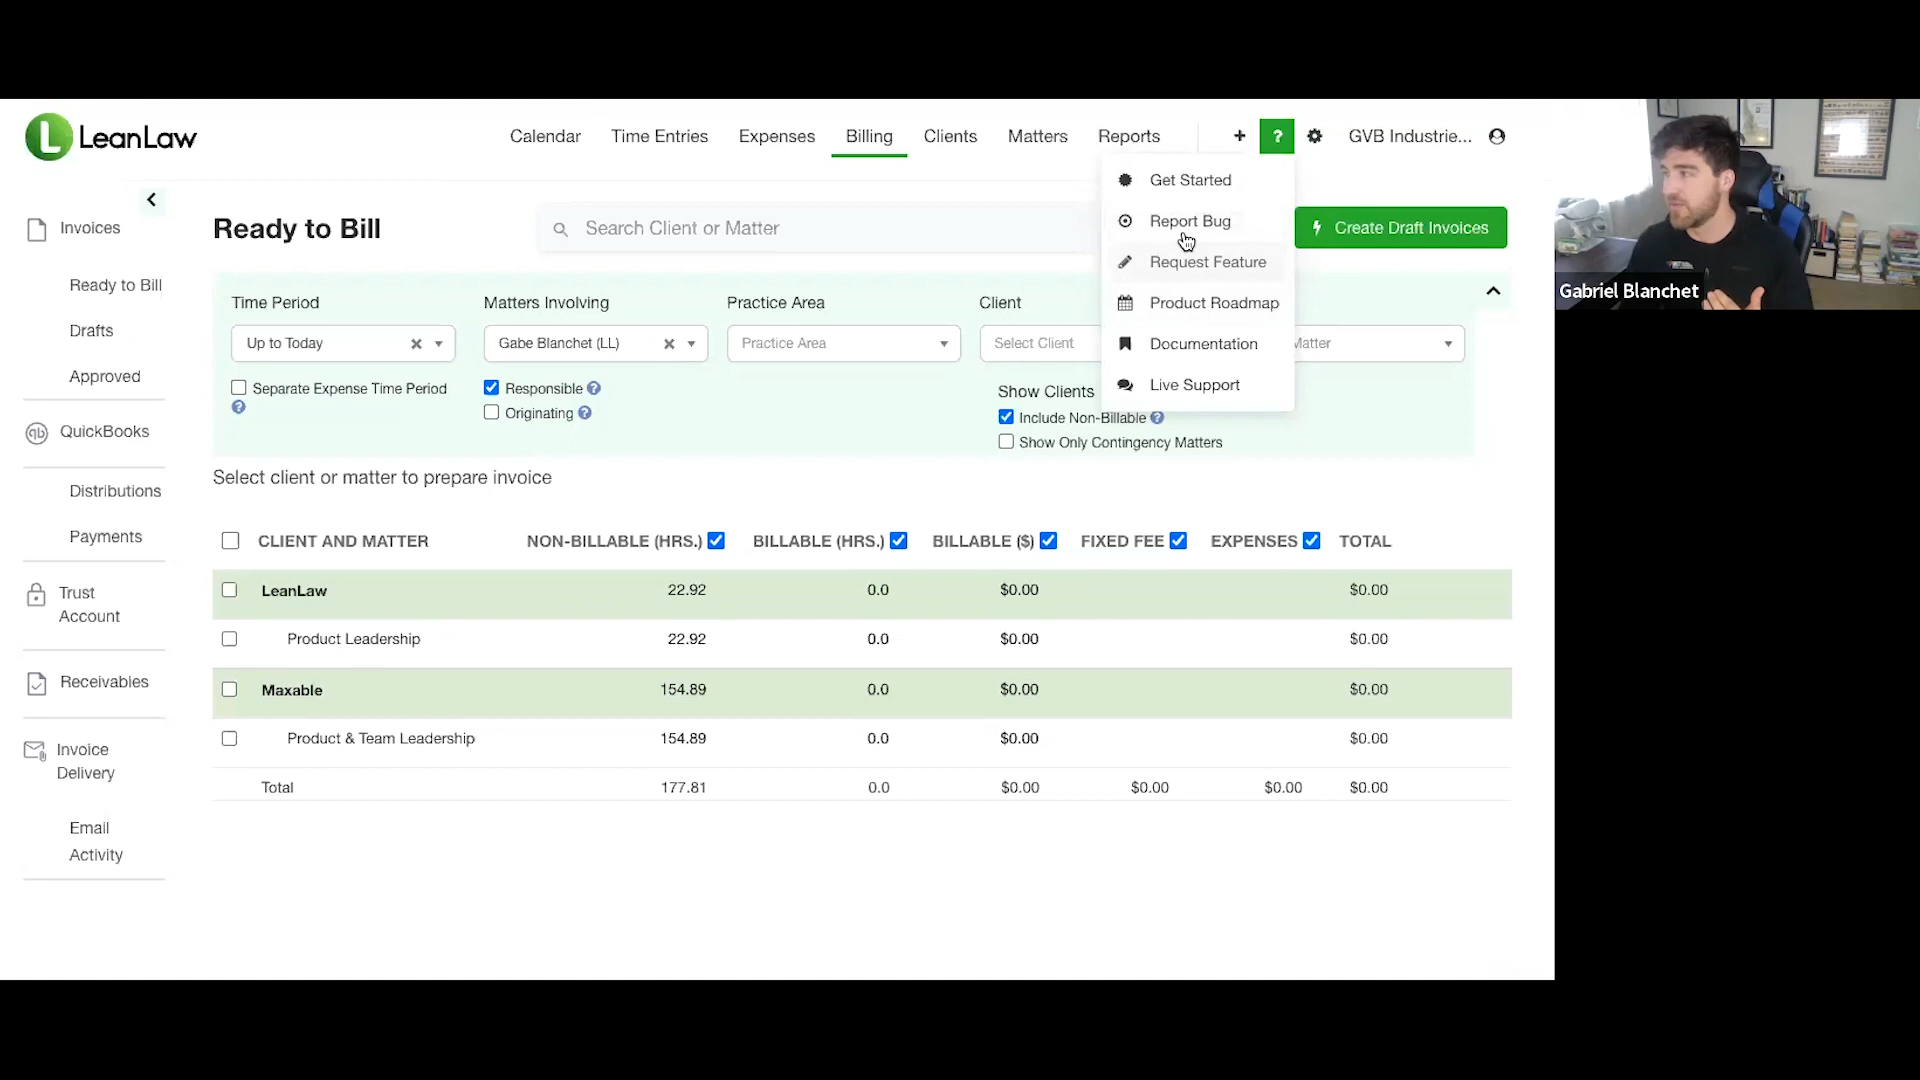 LeanLaw
Calendar
Time Entries
Expenses
Billing
Clients
Matters
Reports
+
?
GVB Industrie...
Get Started
Report Bug
Request Feature
Product Roadmap
Documentation
Live Support
Invoices
Ready to Bill
Drafts
Approved
QuickBooks
Distributions
Payments
Trust
Account
Receivables
Invoice
Delivery
Email
Activity
Ready to Bill
Search Client or Matter
Create Draft Invoices
Time Period
Matters Involving
Practice Area
Client
Up to Today
Gabe Blanchet (LL)
Practice Area
Select Client
Matter
Separate Expense Time Period
Responsible
Originating
Show Clients
Include Non-Billable
Show Only Contingency Matters
Select client or matter to prepare invoice
CLIENT AND MATTER NON-BILLABLE (HRS.) BILLABLE (HRS.) BILLABLE ($) FIXED FEE EXPENSES TOTAL
LeanLaw 22.92 0.0 $0.00 $0.00
Product Leadership 22.92 0.0 $0.00 $0.00
Maxable 154.89 0.0 $0.00 $0.00
Product & Team Leadership 154.89 0.0 $0.00 $0.00
Total 177.81 0.0 $0.00 $0.00 $0.00 $0.00
Gabriel Blanchet